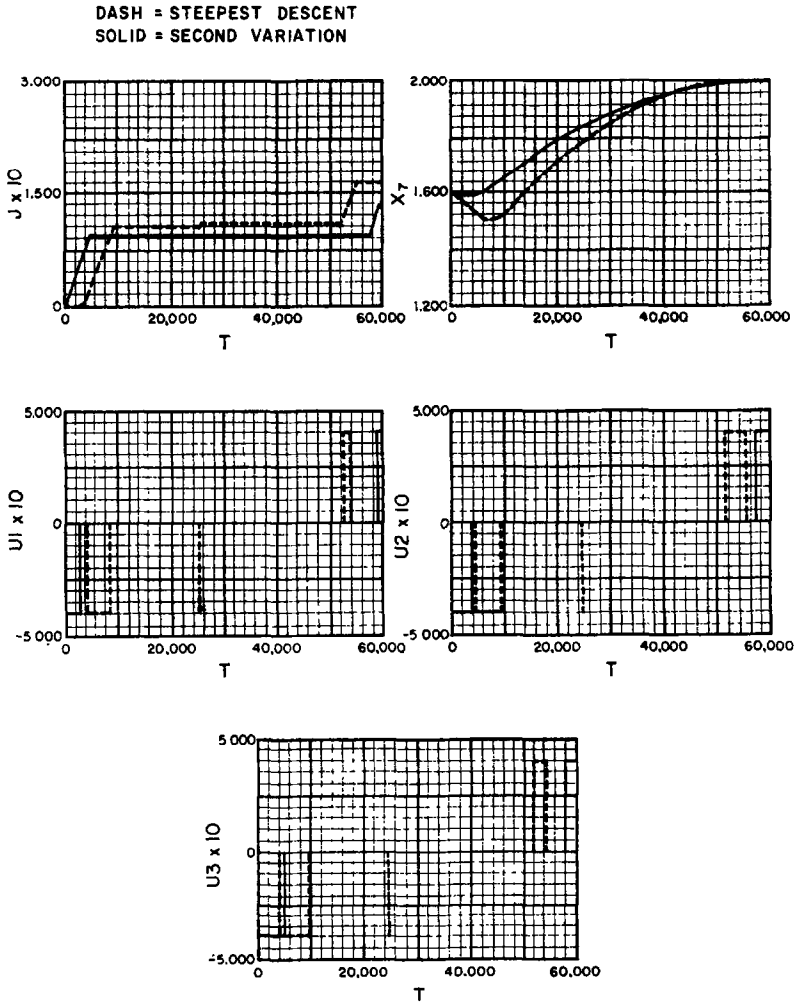 DASH = STEEPEST DESCENT
SOLID = SECOND VARIATION
3.000
J x 10
1.500
0
0 20,000 40,000 60,000
T
2.000
X7
1.600
1.200
0 20,000 40,000 60,000
T
5.000
U1 x 10
0
-5 000
0 20,000 40,000 60,000
T
5.000
U2 x 10
0
-5 000
0 20,000 40,000 60,000
T
5 000
U3 x 10
0
-5.000
0 20,000 40,000 60,000
T